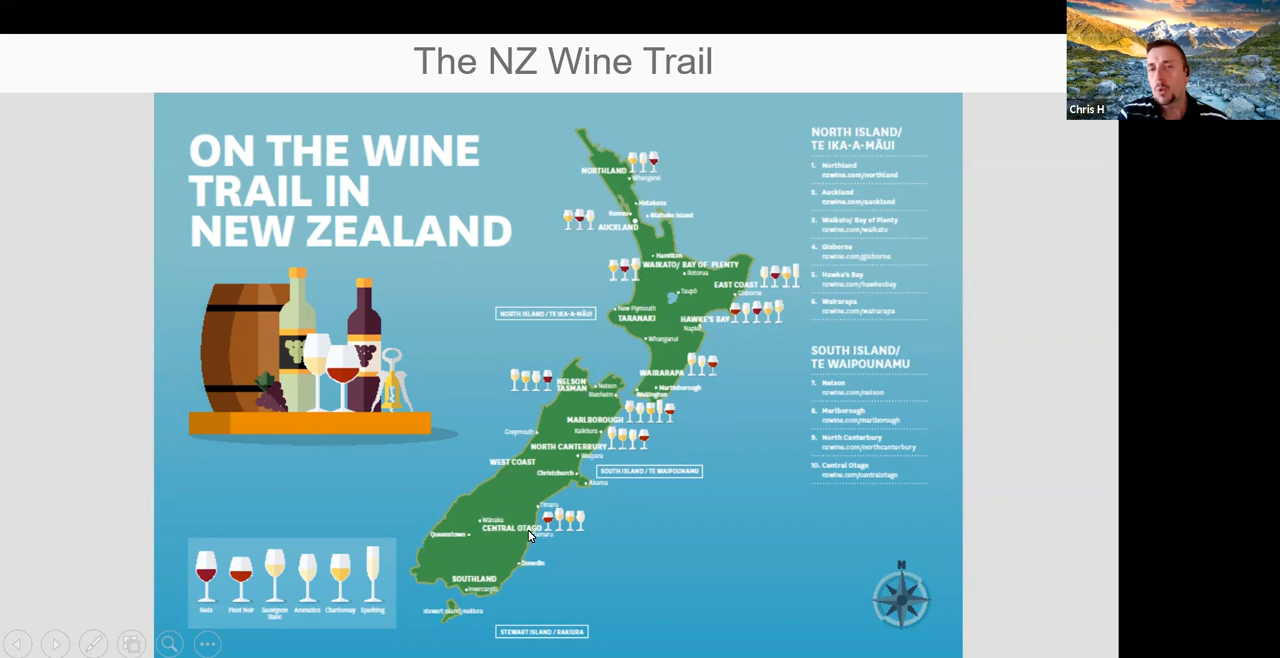 The NZ Wine Trail
Chris H
ON THE WINE
TRAIL IN
NEW ZEALAND
NORTHLAND
Whangarei
Matakana
Kumeu
Waiheke Island
AUCKLAND
Hamilton
WAIKATO/ BAY OF PLENTY
Rotorua
EAST COAST
Gisborne
Taupō
New Plymouth
TARANAKI
HAWKE'S BAY
Napier
NORTH ISLAND / TE IKA-A-MĀUI
Whanganui
WAIRARAPA
Martinborough
Wellington
NELSON
TASMAN
Nelson
Blenheim
MARLBOROUGH
Kaikōura
Greymouth
NORTH CANTERBURY
Waipara
WEST COAST
Christchurch
SOUTH ISLAND / TE WAIPOUNAMU
Akaroa
Timaru
Wānaka
CENTRAL OTAGO
Queenstown
Dunedin
SOUTHLAND
Invercargill
stewart island/rakiura
STEWART ISLAND / RAKIURA
Reds
Pinot Noir
Sauvignon
Blanc
Aromatics
Chardonnay
Sparkling
NORTH ISLAND/
TE IKA-A-MĀUI
1. Northland
nzwine.com/northland
2. Auckland
nzwine.com/auckland
3. Waikato/ Bay of Plenty
nzwine.com/waikato
4. Gisborne
nzwine.com/gisborne
5. Hawke's Bay
nzwine.com/hawkesbay
6. Wairarapa
nzwine.com/wairarapa
SOUTH ISLAND/
TE WAIPOUNAMU
7. Nelson
nzwine.com/nelson
8. Marlborough
nzwine.com/marlborough
9. North Canterbury
nzwine.com/northcanterbury
10. Central Otago
nzwine.com/centralotago
N